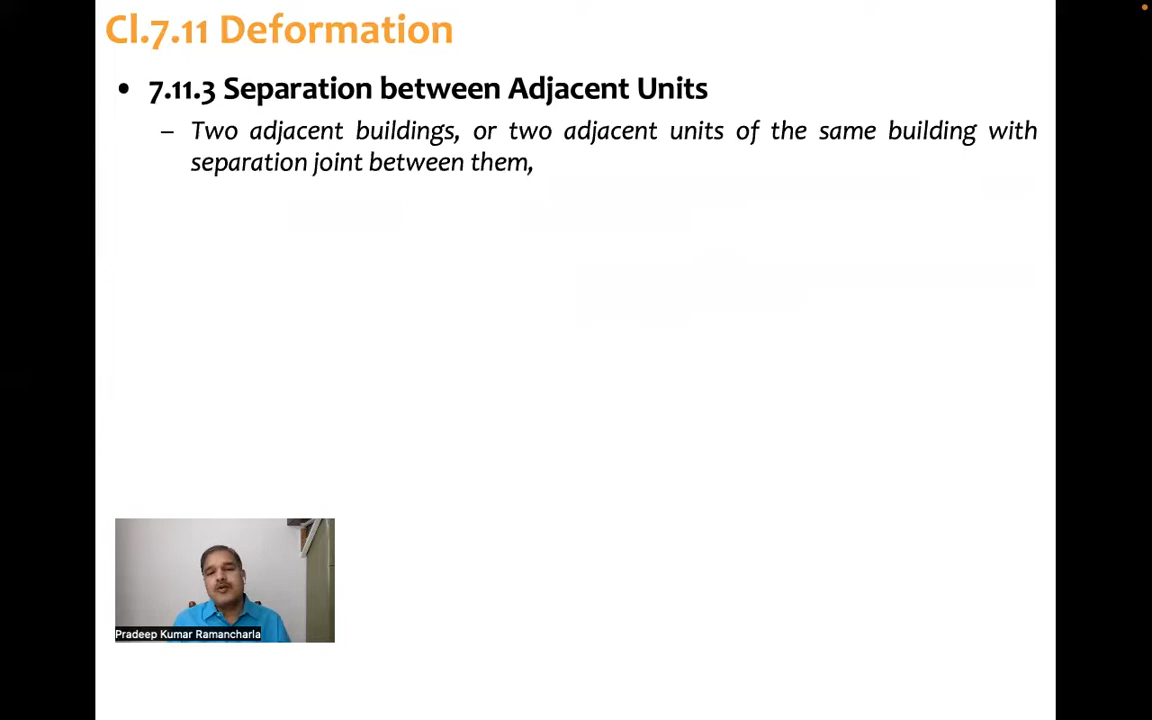 Cl.7.11 Deformation
• 7.11.3 Separation between Adjacent Units
– Two adjacent buildings, or two adjacent units of the same building with
separation joint between them,
Pradeep Kumar Ramancharla